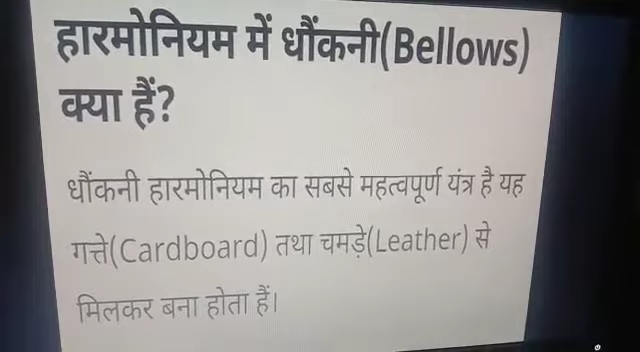 हारमोनियम में धौंकनी(Bellows)
क्या हैं?
धौंकनी हारमोनियम का सबसे महत्वपूर्ण यंत्र है यह
गत्ते(Cardboard) तथा चमड़े(Leather) से
मिलकर बना होता हैं।